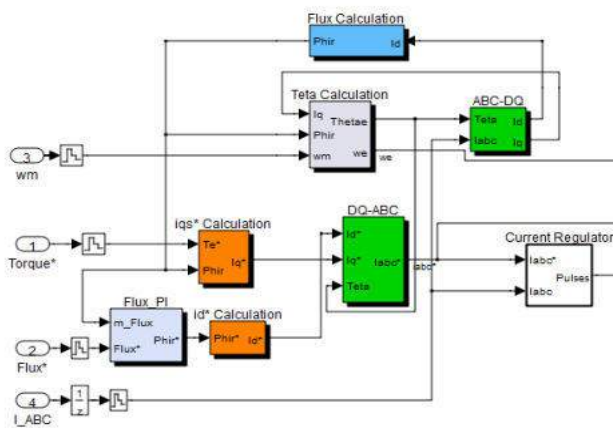 Flux Calculation
Phir Id
Teta Calculation
Iq
Phir
wm
Thetae
we
we
ABC-DQ
Teta Id
Iabc Iq
3
wm
DQ-ABC
Id*
Iq* Iabc*
Teta
iabc*
iqs* Calculation
Te*
Iq*
Phir
1
Torque*
Current Regulator
Iabc*
Pulses
Iabc
Flux_PI
m_Flux
Phir*
Flux*
id* Calculation
Phir* Id*
2
Flux*
4
I_ABC
1
z